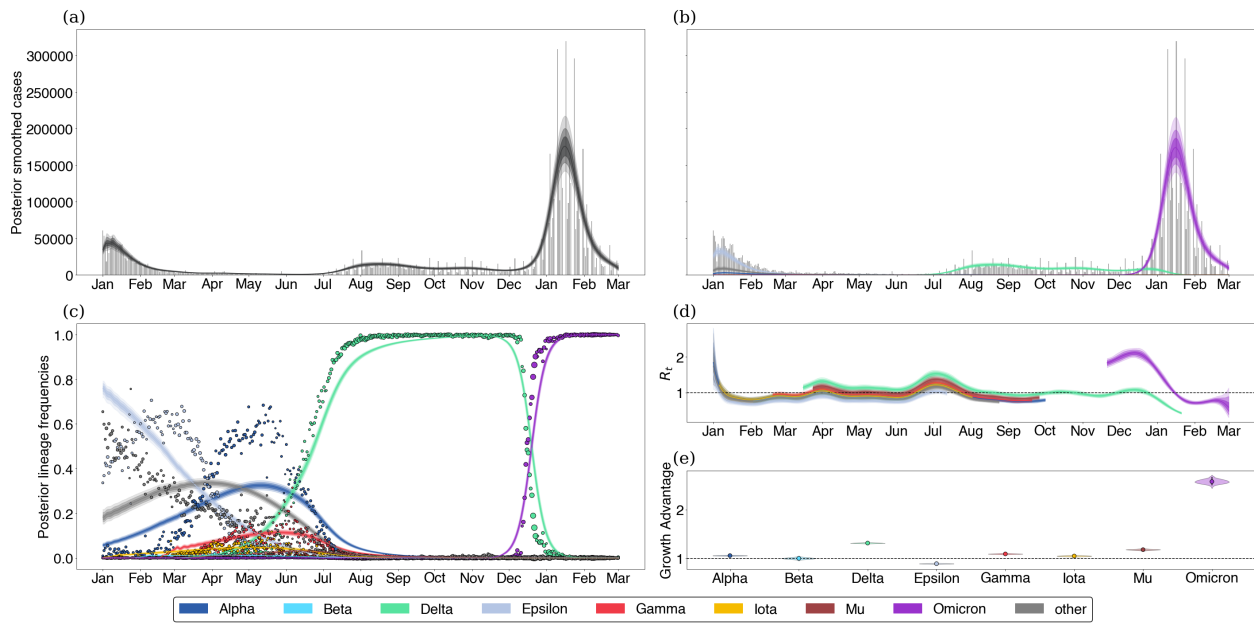 (a)
Posterior smoothed cases
300000
250000
200000
150000
100000
50000
0
Jan Feb Mar Apr May Jun Jul Aug Sep Oct Nov Dec Jan Feb Mar
(b)
Jan Feb Mar Apr May Jun Jul Aug Sep Oct Nov Dec Jan Feb Mar
(c)
Posterior lineage frequencies
1.0
0.8
0.6
0.4
0.2
0.0
Jan Feb Mar Apr May Jun Jul Aug Sep Oct Nov Dec Jan Feb Mar
(d)
Rt
2
1
Jan Feb Mar Apr May Jun Jul Aug Sep Oct Nov Dec Jan Feb Mar
(e)
Growth Advantage
2
1
Alpha Beta Delta Epsilon Gamma Iota Mu Omicron
Alpha Beta Delta Epsilon Gamma Iota Mu Omicron other